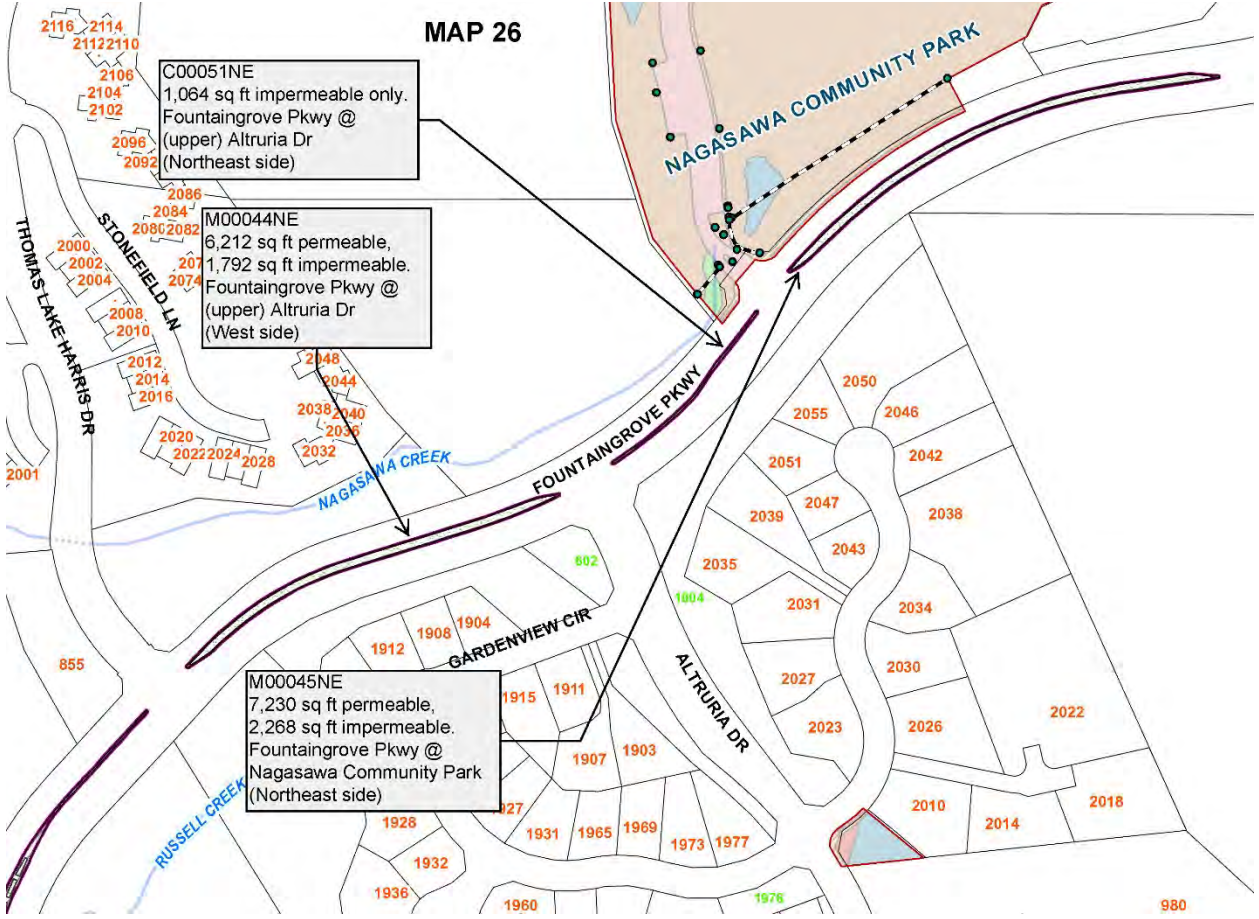 MAP 26
2116
2114
2112
2110
2106
2104
2102
2096
2092
2086
2084
2080
2082
2074
C00051NE
1,064 sq ft impermeable only.
Fountaingrove Pkwy @
(upper) Altruria Dr
(Northeast side)
M00044NE
6,212 sq ft permeable,
1,792 sq ft impermeable.
Fountaingrove Pkwy @
(upper) Altruria Dr
(West side)
NAGASAWA COMMUNITY PARK
THOMAS LAKE HARRIS DR
STONEFIELD LN
2000
2002
2004
2008
2010
2012
2014
2016
2020
2022
2024
2028
2001
2048
2044
2038
2040
2036
2032
NAGASAWA CREEK
FOUNTAINGROVE PKWY
2050
2055
2046
2051
2042
2047
2039
2038
2043
2035
602
1004
2031
2034
1904
1908
1912
GARDENVIEW CIR
855
2030
2027
1911
1915
2026
2023
2022
ALTRURIA DR
M00045NE
7,230 sq ft permeable,
2,268 sq ft impermeable.
Fountaingrove Pkwy @
Nagasawa Community Park
(Northeast side)
1903
1907
RUSSELL CREEK
1928
1931
1965
1969
1973
1977
2010
2014
2018
1932
1936
1960
1976
980